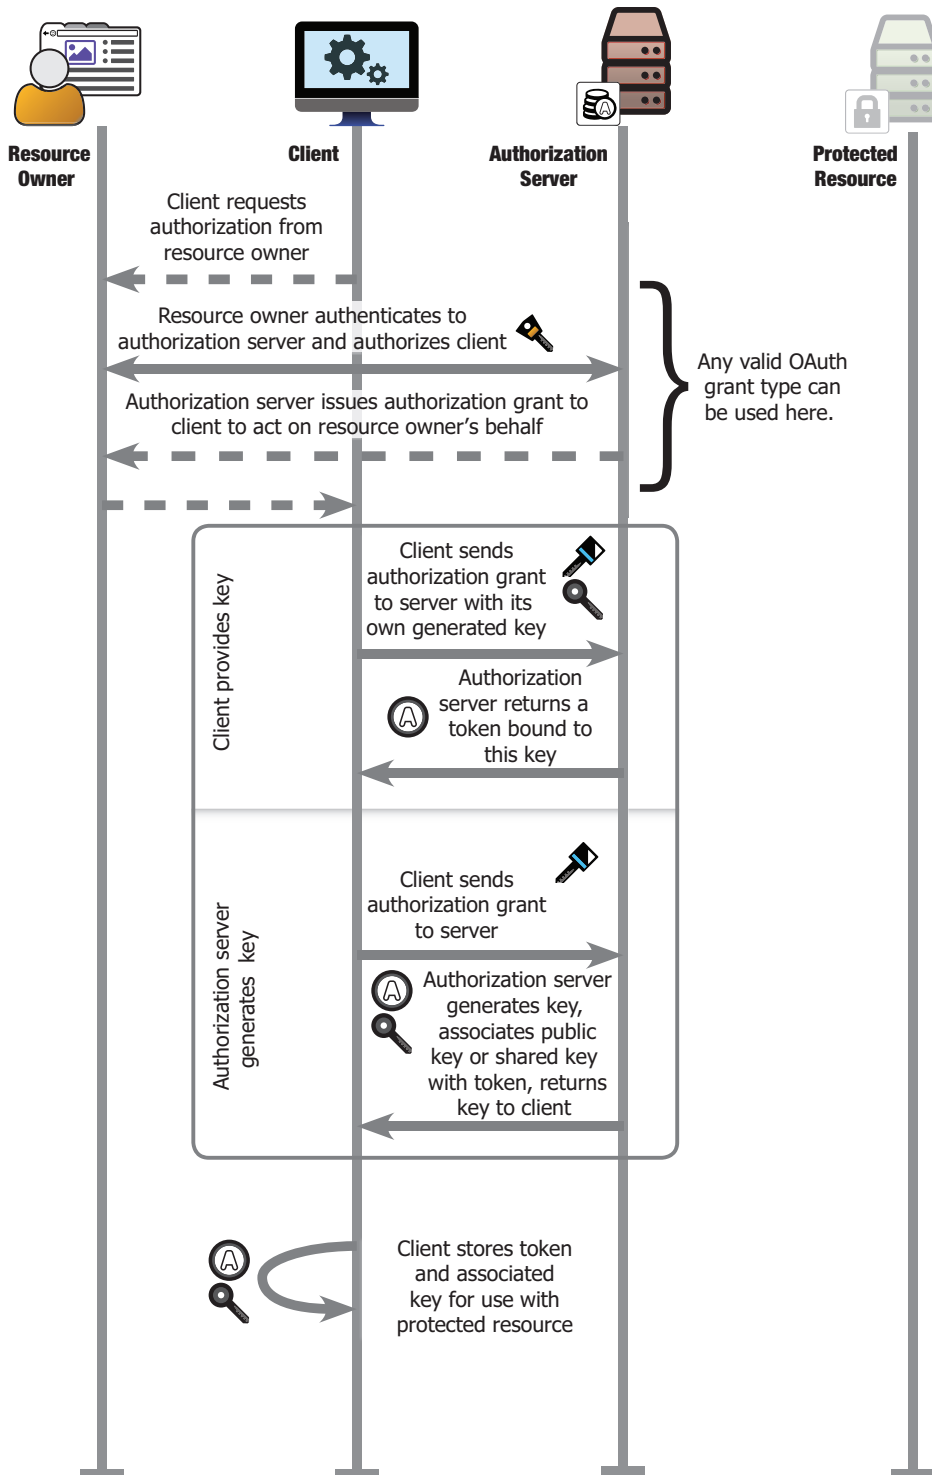 Resource
Owner
Client
Authorization
Server
Protected
Resource
Client requests
authorization from
resource owner
Resource owner authenticates to
authorization server and authorizes client
Any valid OAuth
grant type can
be used here.
Authorization server issues authorization grant to
client to act on resource owner’s behalf
Client provides key
Client sends
authorization grant
to server with its
own generated key
Authorization
server returns a
token bound to
this key
A
Authorization server
generates key
Client sends
authorization grant
to server
A
Authorization server
generates key,
associates public
key or shared key
with token, returns
key to client
A
Client stores token
and associated
key for use with
protected resource